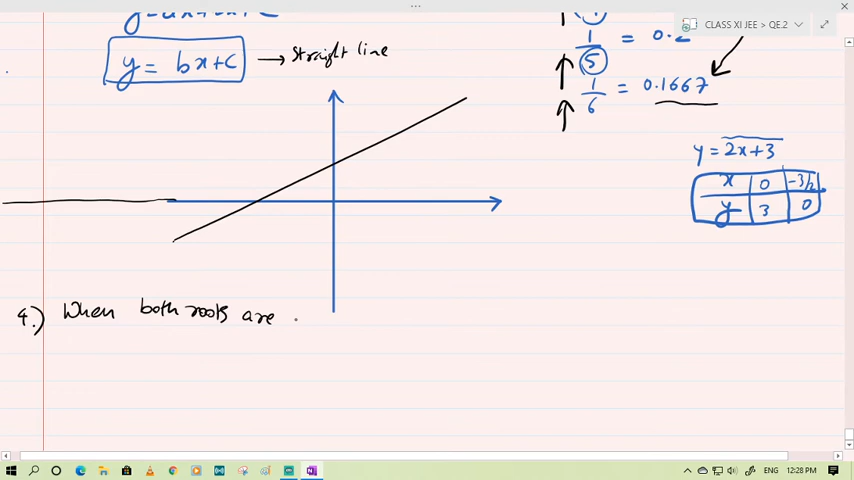 CLASS XI JEE > QE.2
y = bx+c → Straight line
1/5 = 0.2
1/6 = 0.1667
y = 2x+3
x 0 -3/2
y 3 0
4.) When both roots are
ENG 12:28 PM